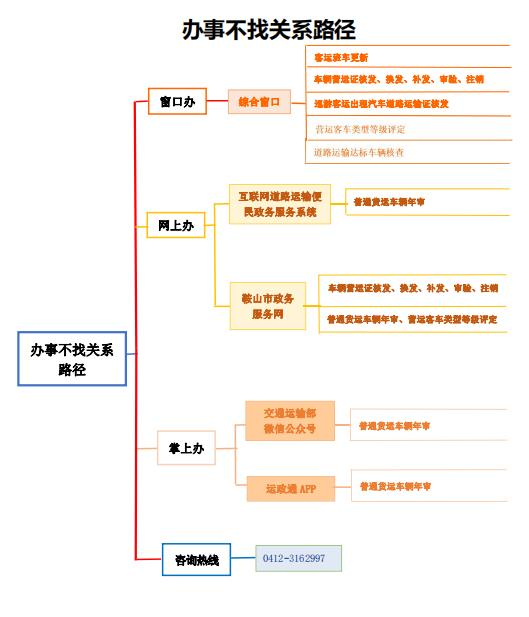 办事不找关系路径
客运班车更新
车辆营运证核发、换发、补发、审验、注销
窗口办
综合窗口
巡游客运出租汽车道路运输证核发
营运客车类型等级评定
道路运输达标车辆核查
互联网道路运输便
民政务服务系统
普通货运车辆年审
网上办
鞍山市政务
服务网
车辆营运证核发、换发、补发、审验、注销
普通货运车辆年审、营运客车类型等级评定
办事不找关系
路径
交通运输部
微信公众号
普通货运车辆年审
掌上办
运政通 APP
普通货运车辆年审
咨询热线
0412-3162997